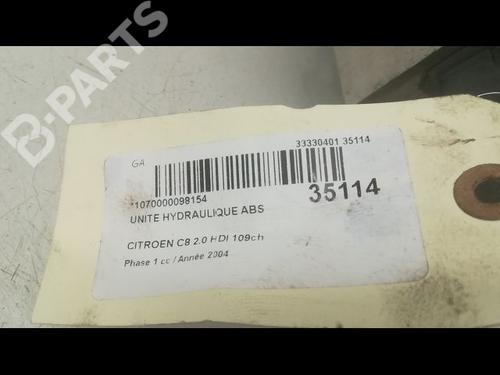 B-PARTS
GA
33330401 35114
*1070000098154
35114
UNITE HYDRAULIQUE ABS
CITROEN C8 2.0 HDI 109ch
Phase 1 cc / Année 2004